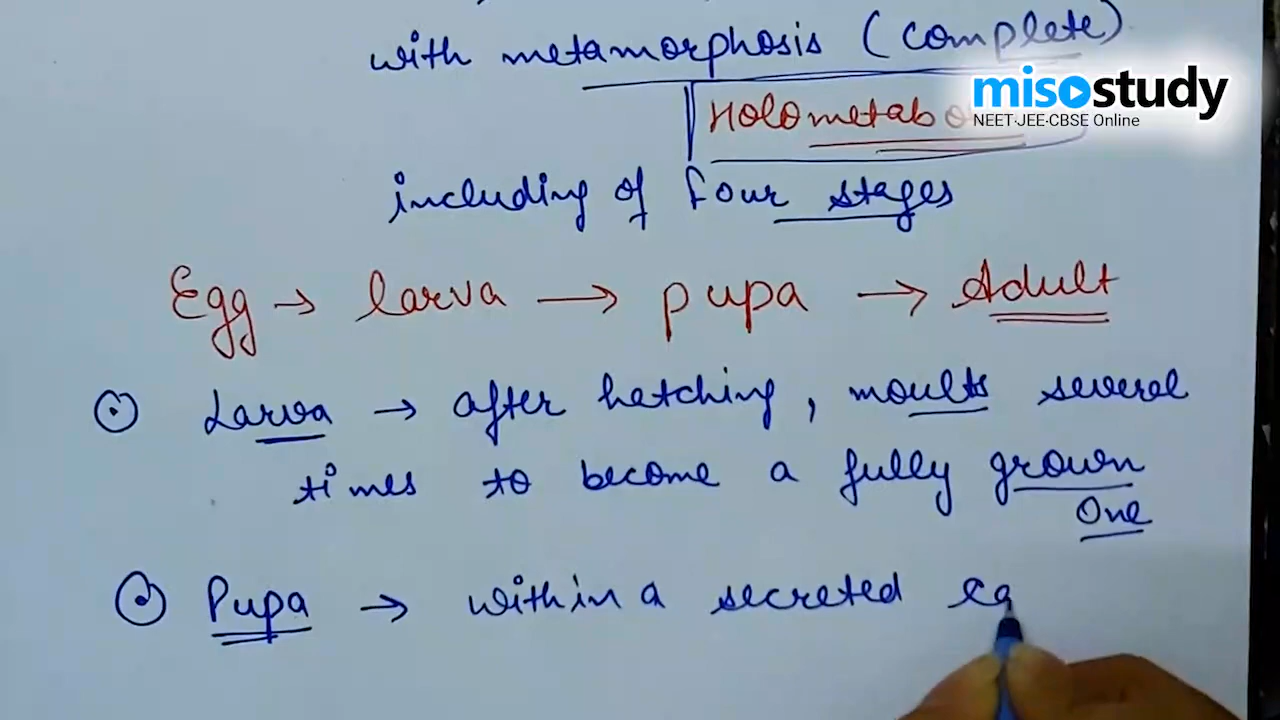 with metamorphosis (complete)
misostudy
NEET·JEE·CBSE Online
including of four stages
Egg → larva → pupa → Adult
⊙ Larva → after hetching, moults several
times to become a fully grown
one
⊙ Pupa → within a secreted